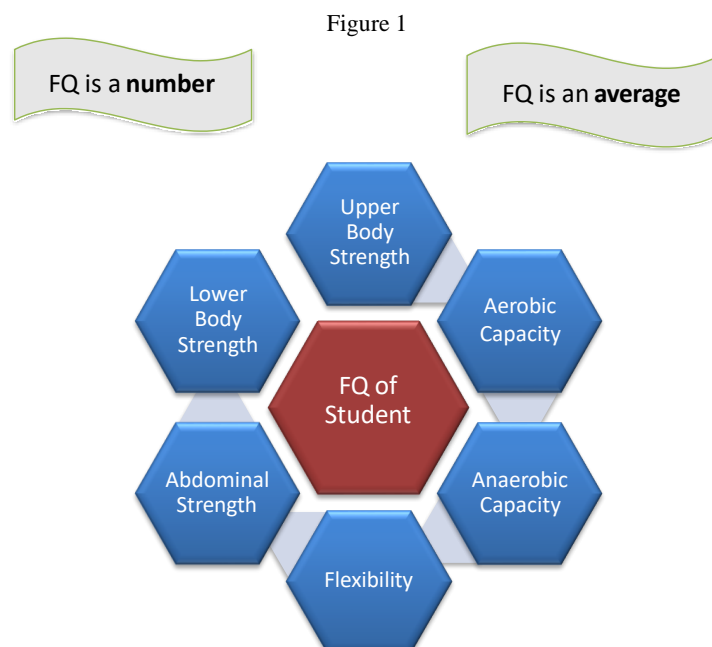 Figure 1
FQ is a number
FQ is an average
Upper
Body
Strength
Aerobic
Capacity
Anaerobic
Capacity
Flexibility
Abdominal
Strength
Lower
Body
Strength
FQ of
Student